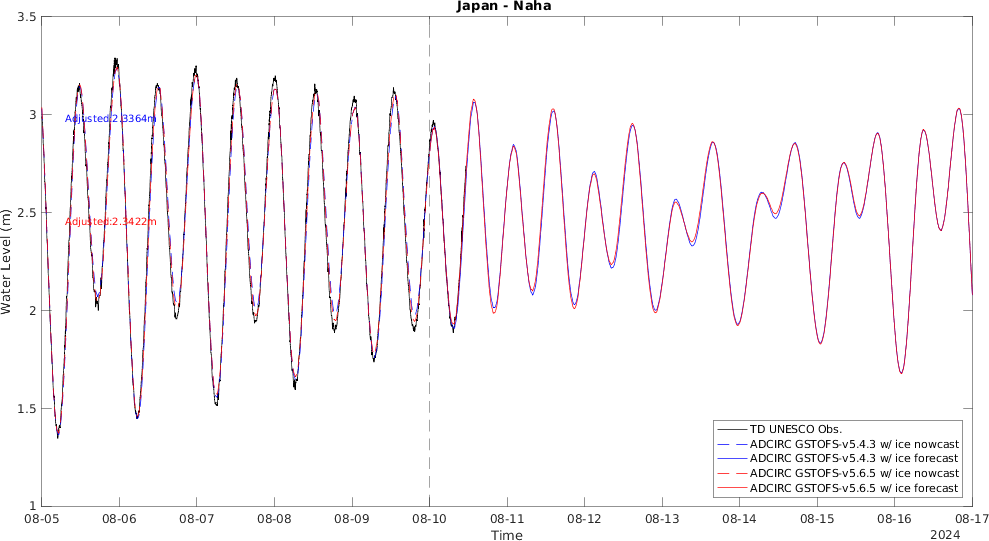 Japan - Naha
3.5
3
2.5
2
1.5
1
Water Level (m)
Adjusted:2.3364m
Adjusted:2.3422m
TD UNESCO Obs.
ADCIRC GSTOFS-v5.4.3 w/ ice nowcast
ADCIRC GSTOFS-v5.4.3 w/ ice forecast
ADCIRC GSTOFS-v5.6.5 w/ ice nowcast
ADCIRC GSTOFS-v5.6.5 w/ ice forecast
08-05 08-06 08-07 08-08 08-09 08-10 08-11 08-12 08-13 08-14 08-15 08-16 08-17
Time
2024